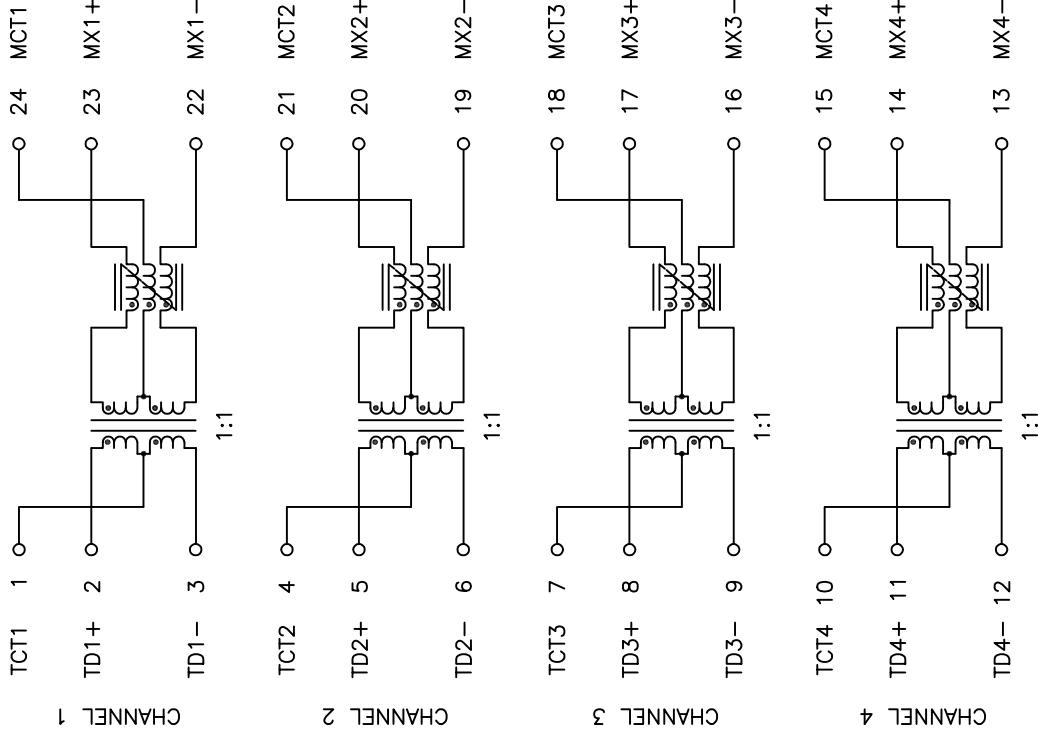 CHANNEL 1
TCT1 1
24 MCT1
TD1+ 2
23 MX1+
TD1- 3
22 MX1-
1:1
CHANNEL 2
TCT2 4
21 MCT2
TD2+ 5
20 MX2+
TD2- 6
19 MX2-
1:1
CHANNEL 3
TCT3 7
18 MCT3
TD3+ 8
17 MX3+
TD3- 9
16 MX3-
1:1
CHANNEL 4
TCT4 10
15 MCT4
TD4+ 11
14 MX4+
TD4- 12
13 MX4-
1:1